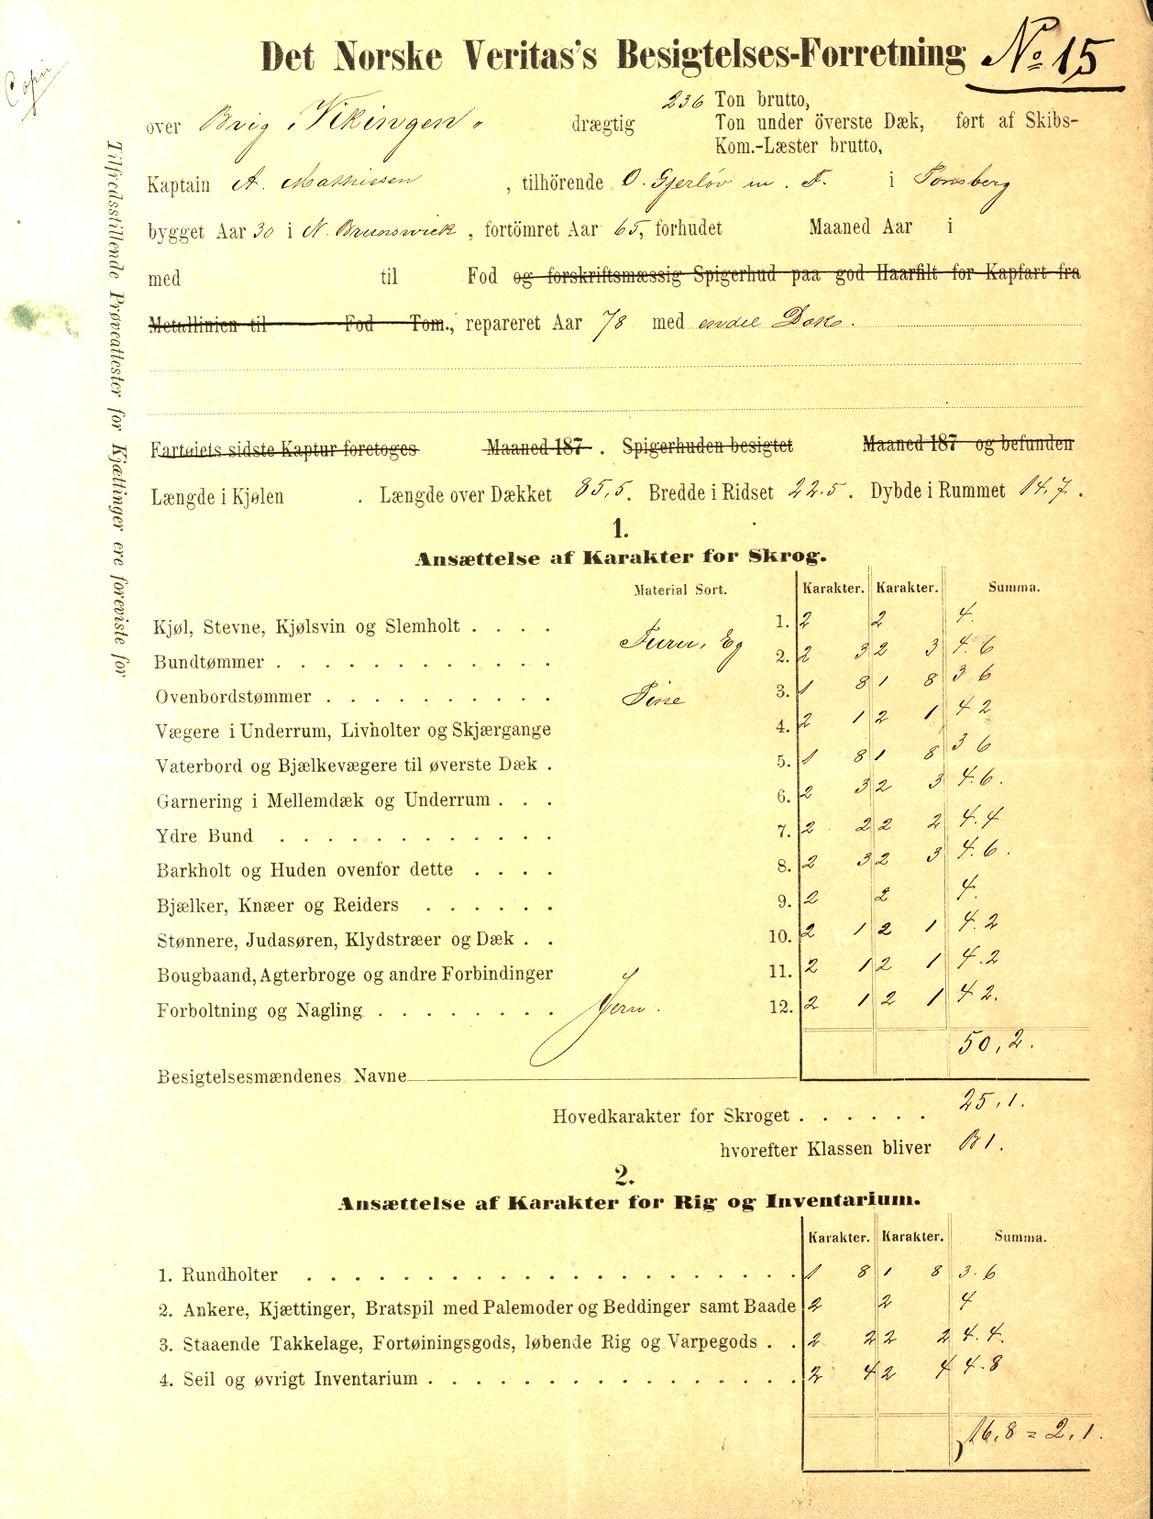 Copi
Det Norske Veritas's Besigtelses-Forretning No 15
over Brig „Vikingen" drægtig 236 Ton brutto,
Ton under överste Dæk, ført af Skibs-
Kom.-Læster brutto,
Kaptain A. Mathiesen, tilhörende O. Gjerløv m. F. i Tönsberg
bygget Aar 30 i N. Brunswick, fortömret Aar 65, forhudet Maaned Aar i
med til Fod og forskriftsmæssig Spigerhud paa god Haarfilt for Kapfart fra
Metallinien til Fod Tom., repareret Aar 78 med endel Dæk.
Fartøiets sidste Kaptur foretoges Maaned 187 . Spigerhuden besigtet Maaned 187 og befunden
Længde i Kjølen . Længde over Dækket 85,5. Bredde i Ridset 22.5. Dybde i Rummet 14.7.
Tilfredsstillende Prøveattester for Kjættinger ere foreviste for
1.
Ansættelse af Karakter for Skrog.
Material Sort. Karakter. Karakter. Summa.
Kjøl, Stevne, Kjølsvin og Slemholt . . . . 1. 2 2 4.
Bundtømmer . . . . . . . . . . . . Furu, Eg 2. 2 3 2 3 4. 6
Ovenbordstømmer . . . . . . . . . . Pine 3. 1 8 1 8 3 6
Vægere i Underrum, Livholter og Skjærgange 4. 2 1 2 1 4 2
Vaterbord og Bjælkevægere til øverste Dæk . 5. 1 8 1 8 3 6
Garnering i Mellemdæk og Underrum . . . 6. 2 3 2 3 4. 6.
Ydre Bund . . . . . . . . . . . . 7. 2 2 2 2 4. 4
Barkholt og Huden ovenfor dette . . . . 8. 2 3 2 3 4. 6.
Bjælker, Knæer og Reiders . . . . . . 9. 2 2 4.
Stønnere, Judasøren, Klydstræer og Dæk . . 10. 2 1 2 1 4. 2
Bougbaand, Agterbroge og andre Forbindinger 11. 2 1 2 1 4. 2
Forboltning og Nagling . . . . . . . . Jern. 12. 2 1 2 1 4 2.
50, 2.
Besigtelsesmændenes Navne
Hovedkarakter for Skroget . . . . . . 25, 1.
hvorefter Klassen bliver B1.
2.
Ansættelse af Karakter for Rig og Inventarium.
Karakter. Karakter. Summa.
1. Rundholter . . . . . . . . . . . . . . . . . . . . 1 8 1 8 3. 6
2. Ankere, Kjættinger, Bratspil med Palemoder og Beddinger samt Baade 2 2 4
3. Staaende Takkelage, Fortøiningsgods, løbende Rig og Varpegods . . 2 2 2 2 4. 4.
4. Seil og øvrigt Inventarium . . . . . . . . . . . . . . . 2 4 2 4 4. 8
16,8 = 2,1.